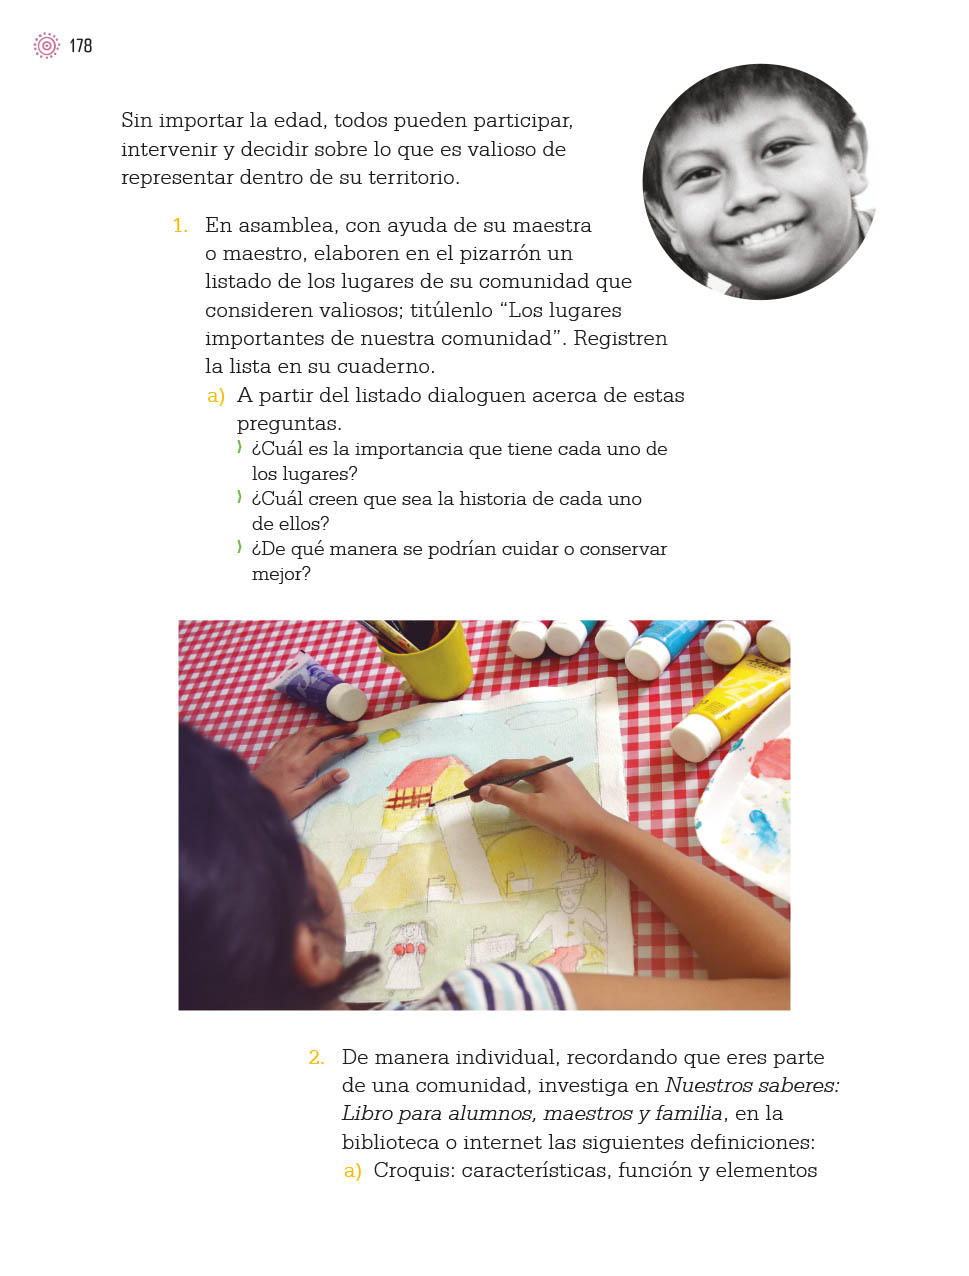 178
Sin importar la edad, todos pueden participar,
intervenir y decidir sobre lo que es valioso de
representar dentro de su territorio.
1. En asamblea, con ayuda de su maestra
o maestro, elaboren en el pizarrón un
listado de los lugares de su comunidad que
consideren valiosos; titúlenlo “Los lugares
importantes de nuestra comunidad”. Registren
la lista en su cuaderno.
a) A partir del listado dialoguen acerca de estas
preguntas.
⟩ ¿Cuál es la importancia que tiene cada uno de
los lugares?
⟩ ¿Cuál creen que sea la historia de cada uno
de ellos?
⟩ ¿De qué manera se podrían cuidar o conservar
mejor?
2. De manera individual, recordando que eres parte
de una comunidad, investiga en Nuestros saberes:
Libro para alumnos, maestros y familia, en la
biblioteca o internet las siguientes definiciones:
a) Croquis: características, función y elementos